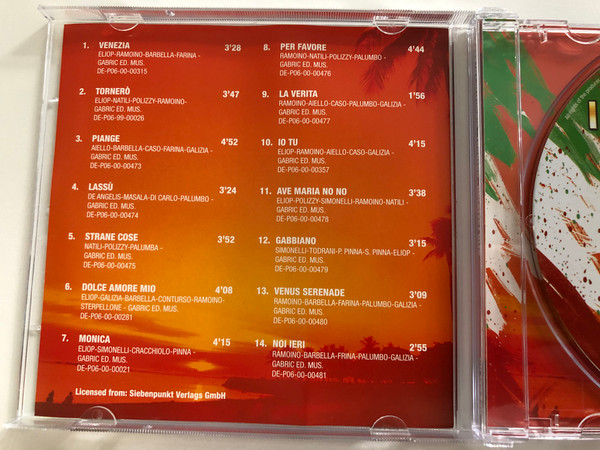 1. VENEZIA 3'28
ELIOP-RAMOINO-BARBELLA-FARINA -
GABRIC ED. MUS.
DE-P06-00-00315
2. TORNERÒ 3'47
ELIOP-NATILI-POLIZZY-RAMOINO-
GABRIC ED. MUS.
DE-P06-99-00026
3. PIANGE 4'52
AIELLO-BARBELLA-CASO-FARINA-GALIZIA -
GABRIC ED. MUS.
DE-P06-00-00473
4. LASSÙ 3'24
DE ANGELIS-MASALA-DI CARLO-PALUMBO -
GABRIC ED. MUS.
DE-P06-00-00474
5. STRANE COSE 3'52
NATILI-POLIZZY-PALUMBA -
GABRIC ED. MUS.
DE-P06-00-00475
6. DOLCE AMORE MIO 4'08
ELIOP-GALIZIA-BARBELLA-CONTURSO-RAMOINO-
STERPELLONE - GABRIC ED. MUS.
DE-P06-00-00281
7. MONICA 4'15
ELIOP-SIMONELLI-CRACCHIOLO-PINNA -
GABRIC ED. MUS.
DE-P06-00-00021
8. PER FAVORE 4'44
RAMOINO-NATILI-POLIZZY-PALUMBO -
GABRIC ED. MUS.
DE-P06-00-00476
9. LA VERITA 1'56
RAMOINO-AIELLO-CASO-PALUMBO-GALIZIA -
GABRIC ED. MUS.
DE-P06-00-00477
10. IO TU 4'15
ELIOP-RAMOINO-AIELLO-CASO-GALIZIA -
GABRIC ED. MUS.
DE-P06-00-00357
11. AVE MARIA NO NO 3'38
ELIOP-POLIZZY-SIMONELLI-RAMOINO-NATILI -
GABRIC ED. MUS.
DE-P06-00-00478
12. GABBIANO 3'15
SIMONELLI-TODRANI-P. PINNA-S. PINNA-ELIOP -
GABRIC ED. MUS.
DE-P06-00-00479
13. VENUS SERENADE 3'09
RAMOINO-BARBELLA-FARINA-PALUMBO-GALIZIA -
GABRIC ED. MUS.
DE-P06-00-00480
14. NOI IERI 2'55
RAMOINO-BARBELLA-FRINA-PALUMBO-GALIZIA -
GABRIC ED. MUS.
DE-P06-00-00481
Licensed from: Siebenpunkt Verlags GmbH